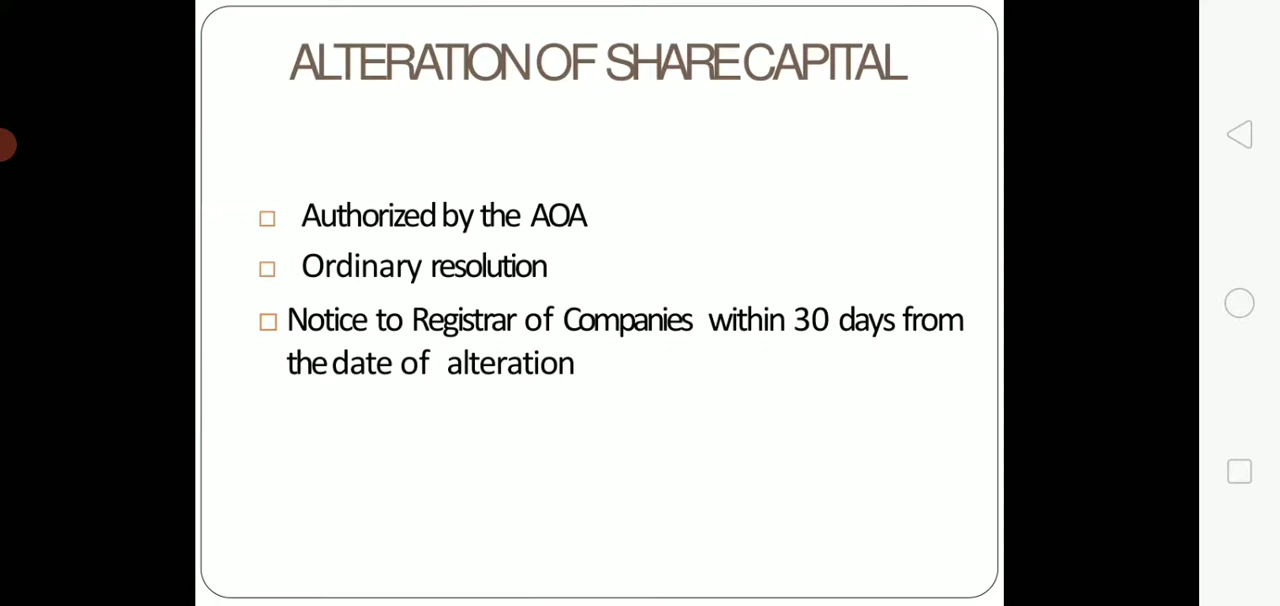 ALTERATION OF SHARE CAPITAL
Authorized by the AOA
Ordinary resolution
Notice to Registrar of Companies within 30 days from
the date of alteration